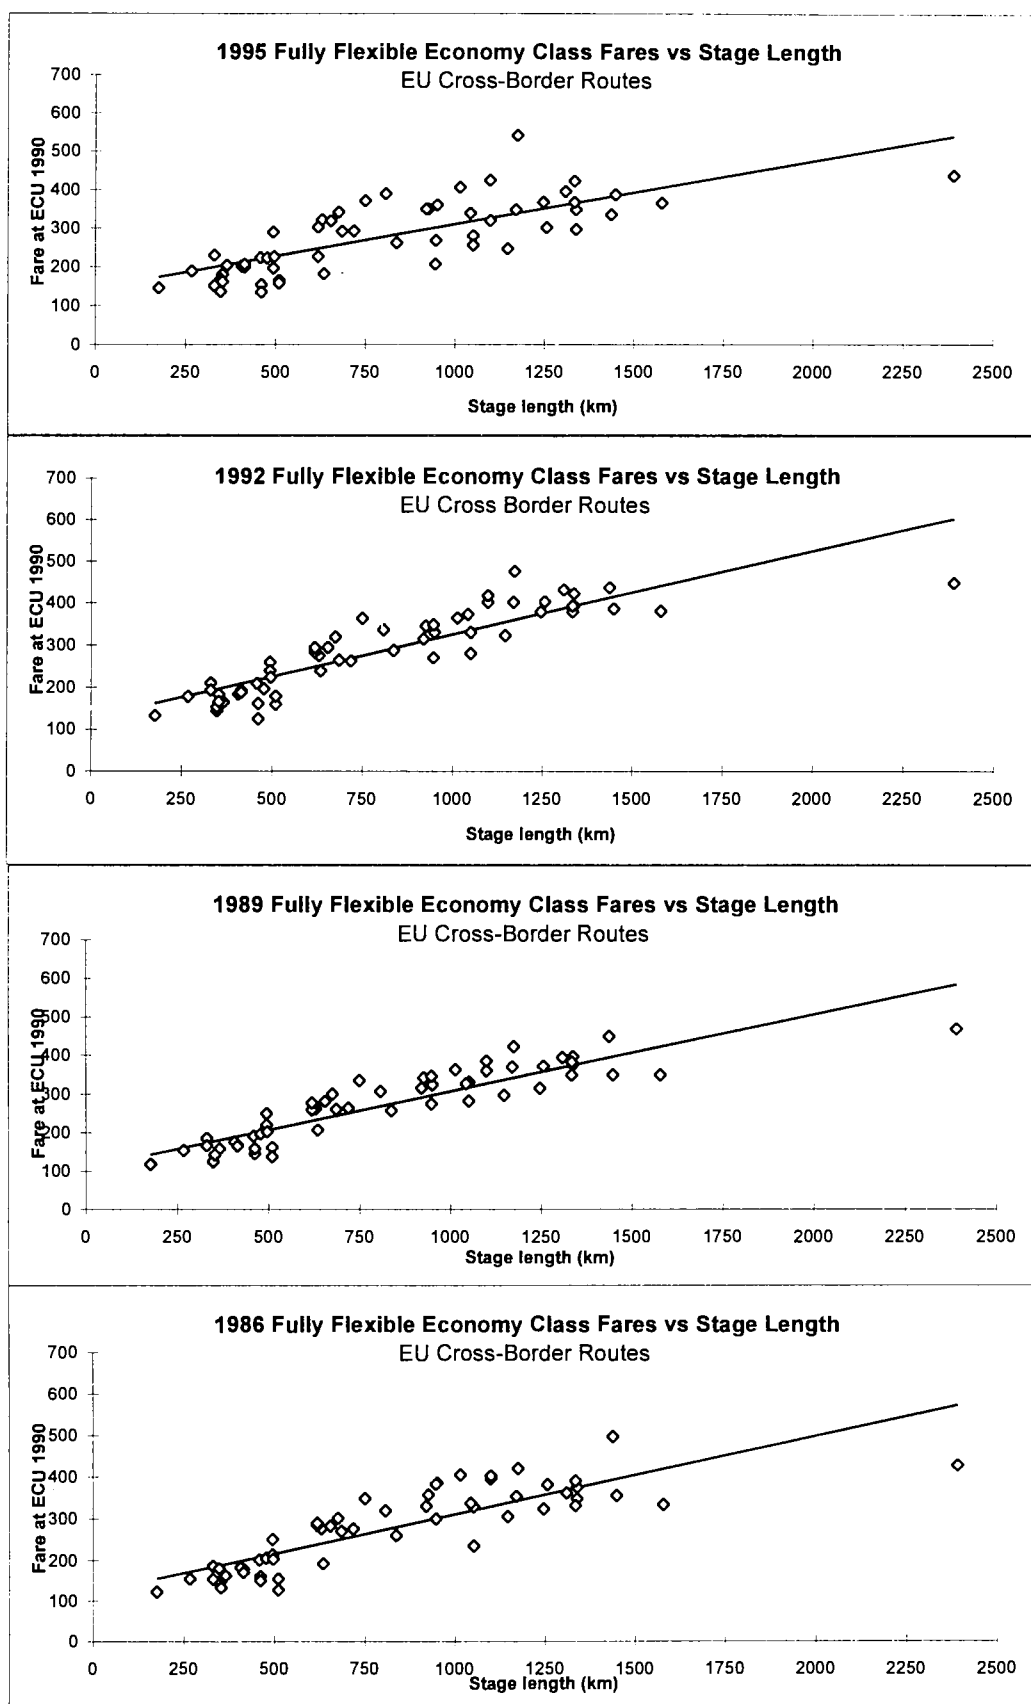 1995 Fully Flexible Economy Class Fares vs Stage Length
EU Cross-Border Routes
Fare at ECU 1990
700
600
500
400
300
200
100
0
0 250 500 750 1000 1250 1500 1750 2000 2250 2500
Stage length (km)
1992 Fully Flexible Economy Class Fares vs Stage Length
EU Cross Border Routes
Fare at ECU 1990
700
600
500
400
300
200
100
0
0 250 500 750 1000 1250 1500 1750 2000 2250 2500
Stage length (km)
1989 Fully Flexible Economy Class Fares vs Stage Length
EU Cross-Border Routes
Fare at ECU 1990
700
600
500
400
300
200
100
0
0 250 500 750 1000 1250 1500 1750 2000 2250 2500
Stage length (km)
1986 Fully Flexible Economy Class Fares vs Stage Length
EU Cross-Border Routes
Fare at ECU 1990
700
600
500
400
300
200
100
0
0 250 500 750 1000 1250 1500 1750 2000 2250 2500
Stage length (km)